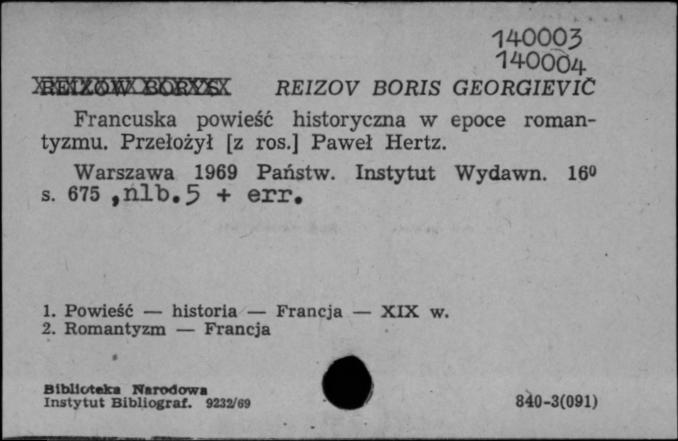 140003
140004
REIZOW BORYS REIZOV BORIS GEORGIEVIČ
Francuska powieść historyczna w epoce roman-
tyzmu. Przełożył [z ros.] Paweł Hertz.
Warszawa 1969 Państw. Instytut Wydawn. 16⁰
s. 675 ,nlb.5 + err.
1. Powieść — historia — Francja — XIX w.
2. Romantyzm — Francja
Biblioteka Narodowa
Instytut Bibliograf. 9232/69
840-3(091)